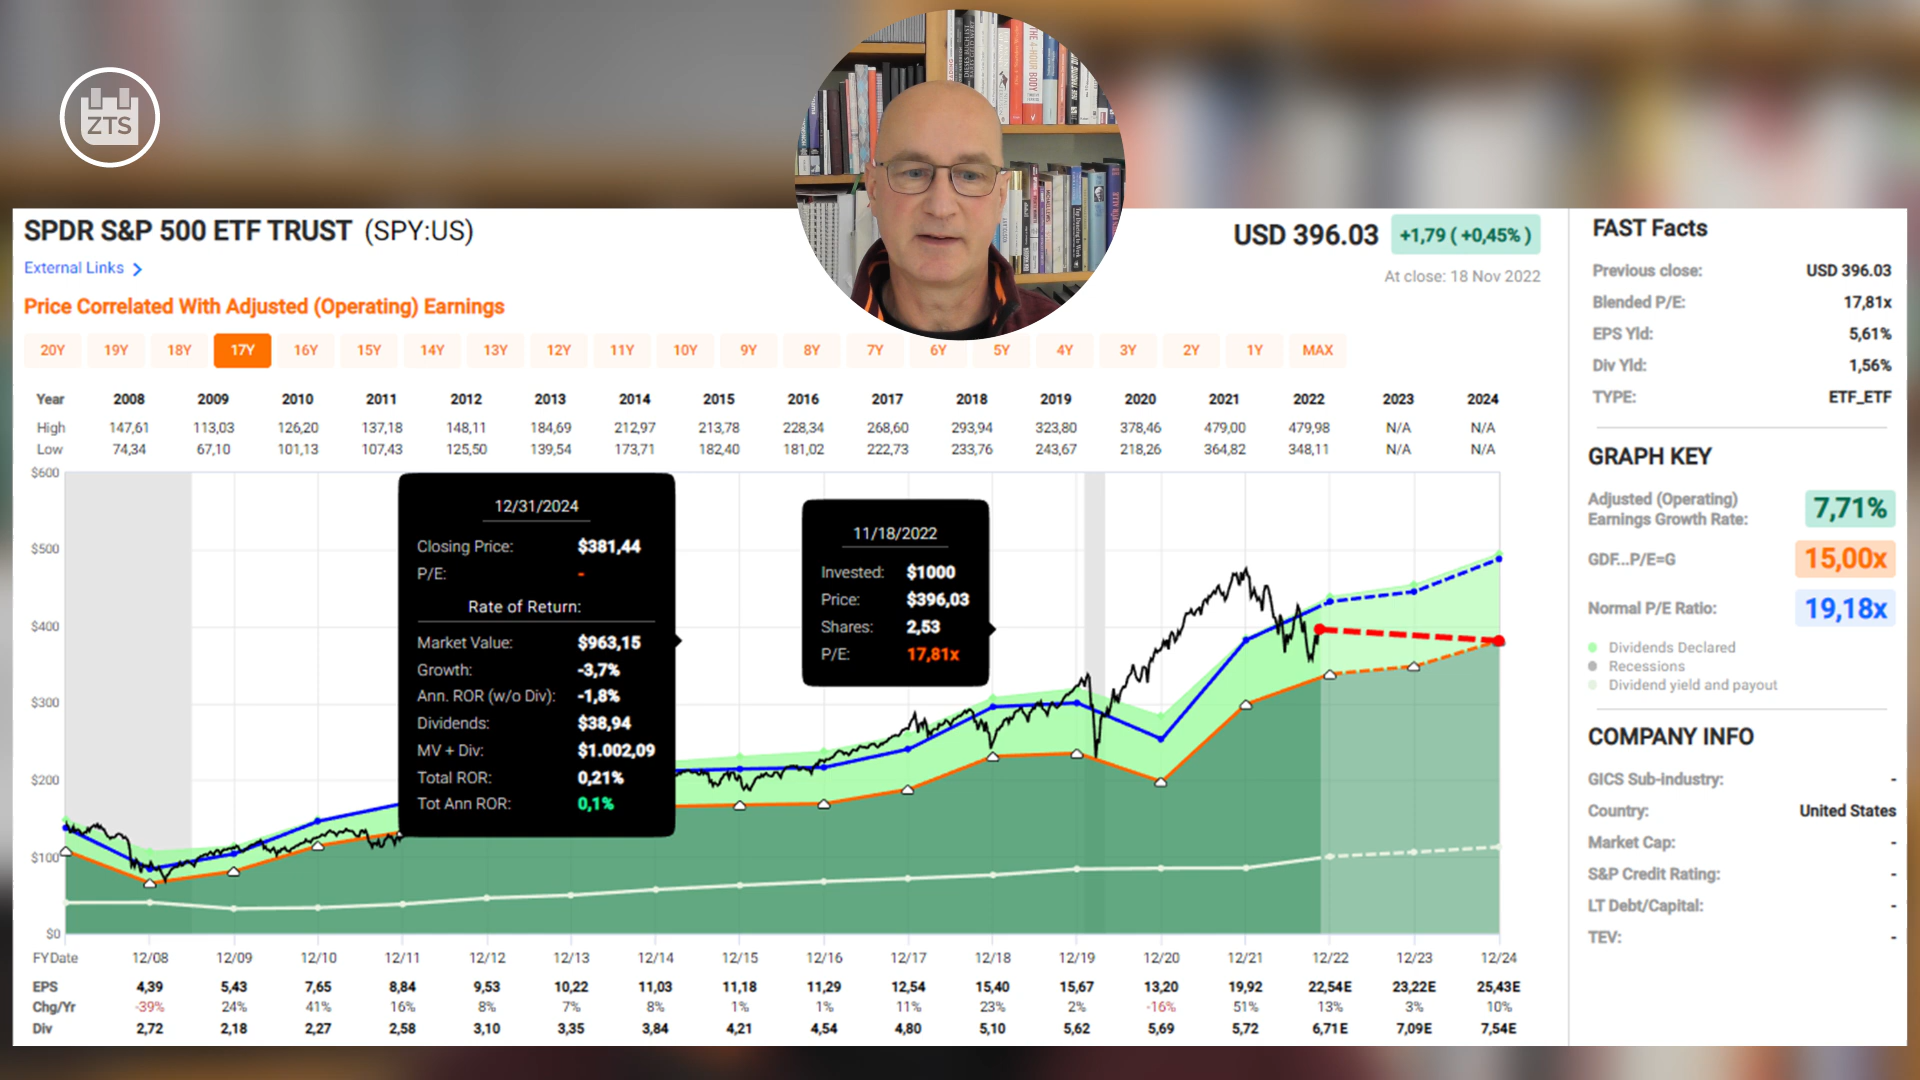 ZTS
THE 4-HOUR BODY
SPDR S&P 500 ETF TRUST (SPY:US)
USD 396.03 +1,79 ( +0,45% )
External Links
At close: 18 Nov 2022
Price Correlated With Adjusted (Operating) Earnings
20Y 19Y 18Y 17Y 16Y 15Y 14Y 13Y 12Y 11Y 10Y 9Y 8Y 7Y 6Y 5Y 4Y 3Y 2Y 1Y MAX
Year 2008 2009 2010 2011 2012 2013 2014 2015 2016 2017 2018 2019 2020 2021 2022 2023 2024
High 147,61 113,03 126,20 137,18 148,11 184,69 212,97 213,78 228,34 268,60 293,94 323,80 378,46 479,00 479,98 N/A N/A
Low 74,34 67,10 101,13 107,43 125,50 139,54 173,71 182,40 181,02 222,73 233,76 243,67 218,26 364,82 348,11 N/A N/A
$600
$500
$400
$300
$200
$100
$0
12/31/2024
Closing Price: $381,44
P/E: -
Rate of Return:
Market Value: $963,15
Growth: -3,7%
Ann. ROR (w/o Div): -1,8%
Dividends: $38,94
MV + Div: $1.002,09
Total ROR: 0,21%
Tot Ann ROR: 0,1%
11/18/2022
Invested: $1000
Price: $396,03
Shares: 2,53
P/E: 17,81x
FYDate 12/08 12/09 12/10 12/11 12/12 12/13 12/14 12/15 12/16 12/17 12/18 12/19 12/20 12/21 12/22 12/23 12/24
EPS 4,39 5,43 7,65 8,84 9,53 10,22 11,03 11,18 11,29 12,54 15,40 15,67 13,20 19,92 22,54E 23,22E 25,43E
Chg/Yr -39% 24% 41% 16% 8% 7% 8% 1% 1% 11% 23% 2% -16% 51% 13% 3% 10%
Div 2,72 2,18 2,27 2,58 3,10 3,35 3,84 4,21 4,54 4,80 5,10 5,62 5,69 5,72 6,71E 7,09E 7,54E
FAST Facts
Previous close: USD 396.03
Blended P/E: 17,81x
EPS Yld: 5,61%
Div Yld: 1,56%
TYPE: ETF_ETF
GRAPH KEY
Adjusted (Operating)
Earnings Growth Rate: 7,71%
GDF...P/E=G 15,00x
Normal P/E Ratio: 19,18x
Dividends Declared
Recessions
Dividend yield and payout
COMPANY INFO
GICS Sub-industry: -
Country: United States
Market Cap: -
S&P Credit Rating: -
LT Debt/Capital: -
TEV: -